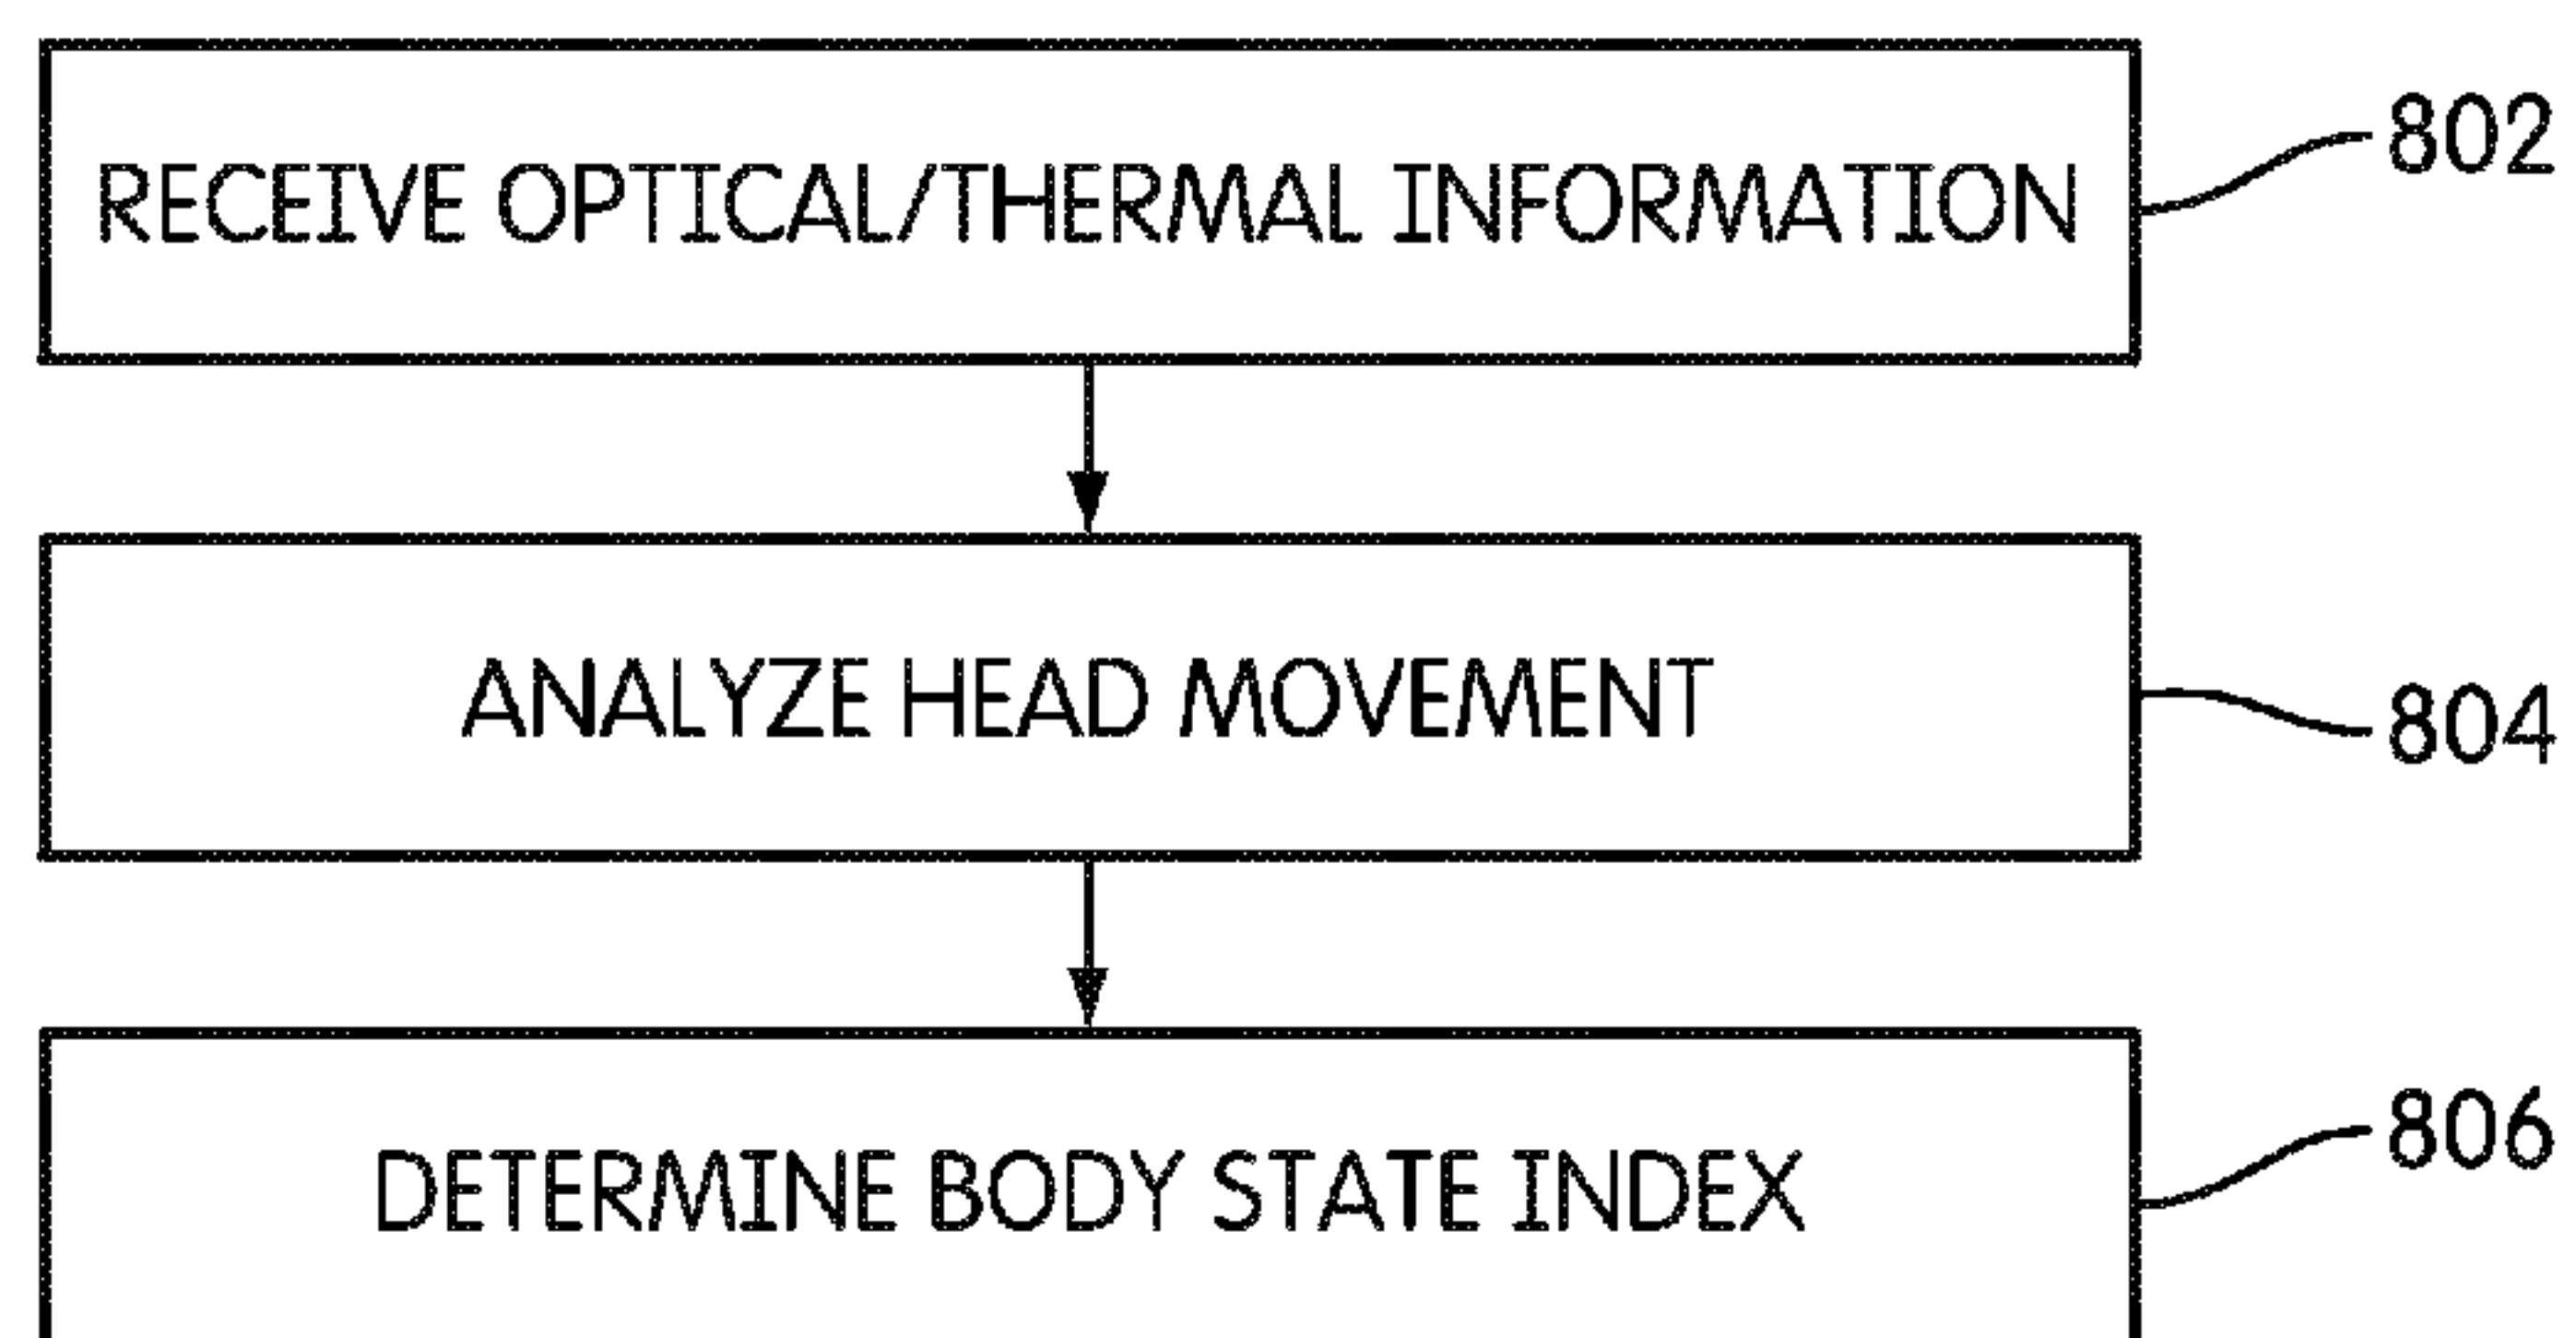 RECEIVE OPTICAL/THERMAL INFORMATION
802
ANALYZE HEAD MOVEMENT
804
DETERMINE BODY STATE INDEX
806